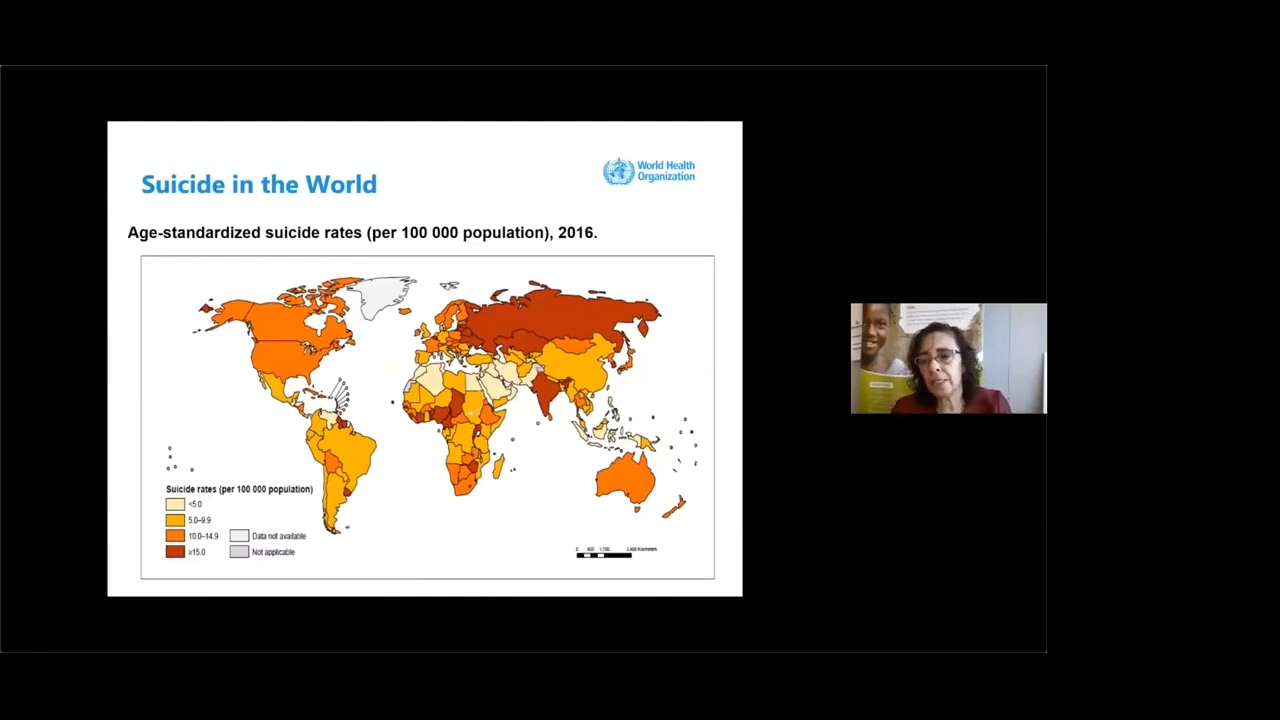 Suicide in the World
World Health
Organization
Age-standardized suicide rates (per 100 000 population), 2016.
Suicide rates (per 100 000 population)
<5.0
5.0–9.9
10.0–14.9
≥15.0
Data not available
Not applicable